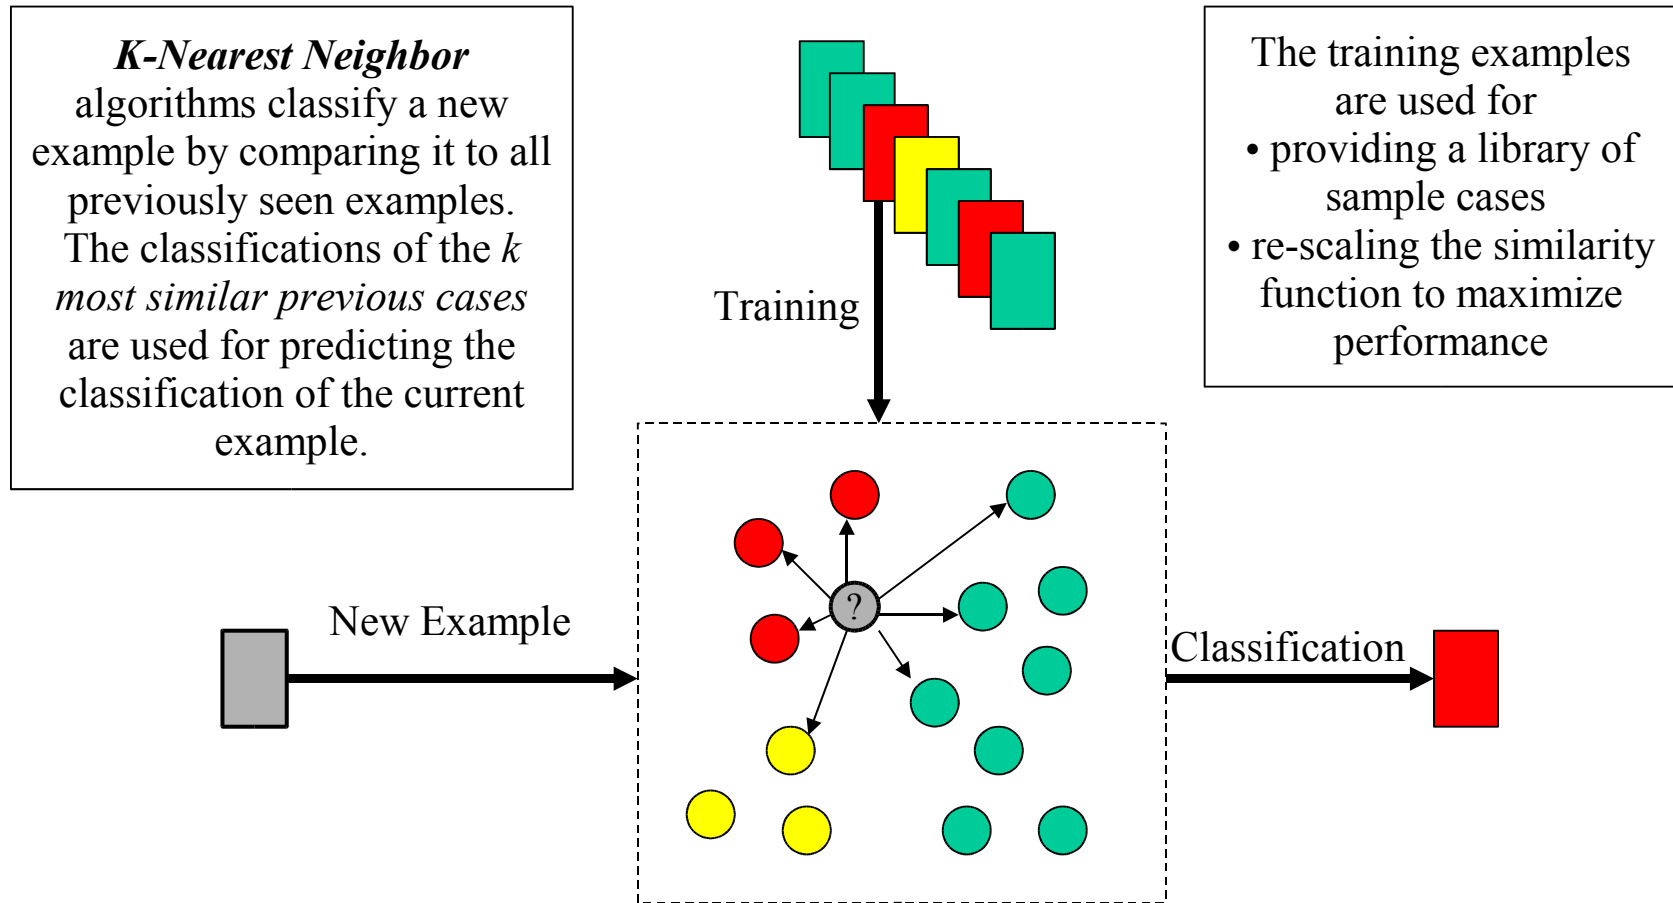 K-Nearest Neighbor
algorithms classify a new
example by comparing it to all
previously seen examples.
The classifications of the k
most similar previous cases
are used for predicting the
classification of the current
example.
The training examples
are used for
• providing a library of
sample cases
• re-scaling the similarity
function to maximize
performance
Training
?
New Example
Classification